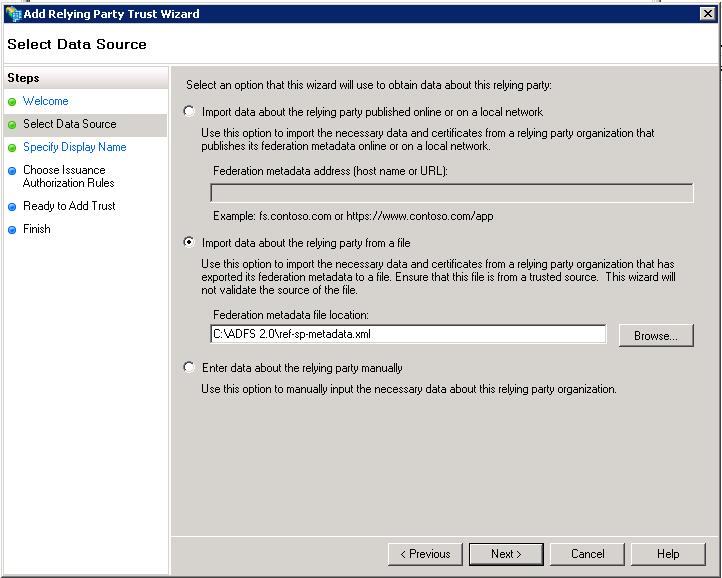 Add Relying Party Trust Wizard
Select Data Source
Steps
Welcome
Select Data Source
Specify Display Name
Choose Issuance
Authorization Rules
Ready to Add Trust
Finish
Select an option that this wizard will use to obtain data about this relying party:
Import data about the relying party published online or on a local network
Use this option to import the necessary data and certificates from a relying party organization that
publishes its federation metadata online or on a local network.
Federation metadata address (host name or URL):
Example: fs.contoso.com or https://www.contoso.com/app
Import data about the relying party from a file
Use this option to import the necessary data and certificates from a relying party organization that has
exported its federation metadata to a file. Ensure that this file is from a trusted source.  This wizard will
not validate the source of the file.
Federation metadata file location:
C:\ADFS 2.0\ref-sp-metadata.xml
Browse...
Enter data about the relying party manually
Use this option to manually input the necessary data about this relying party organization.
< Previous
Next >
Cancel
Help